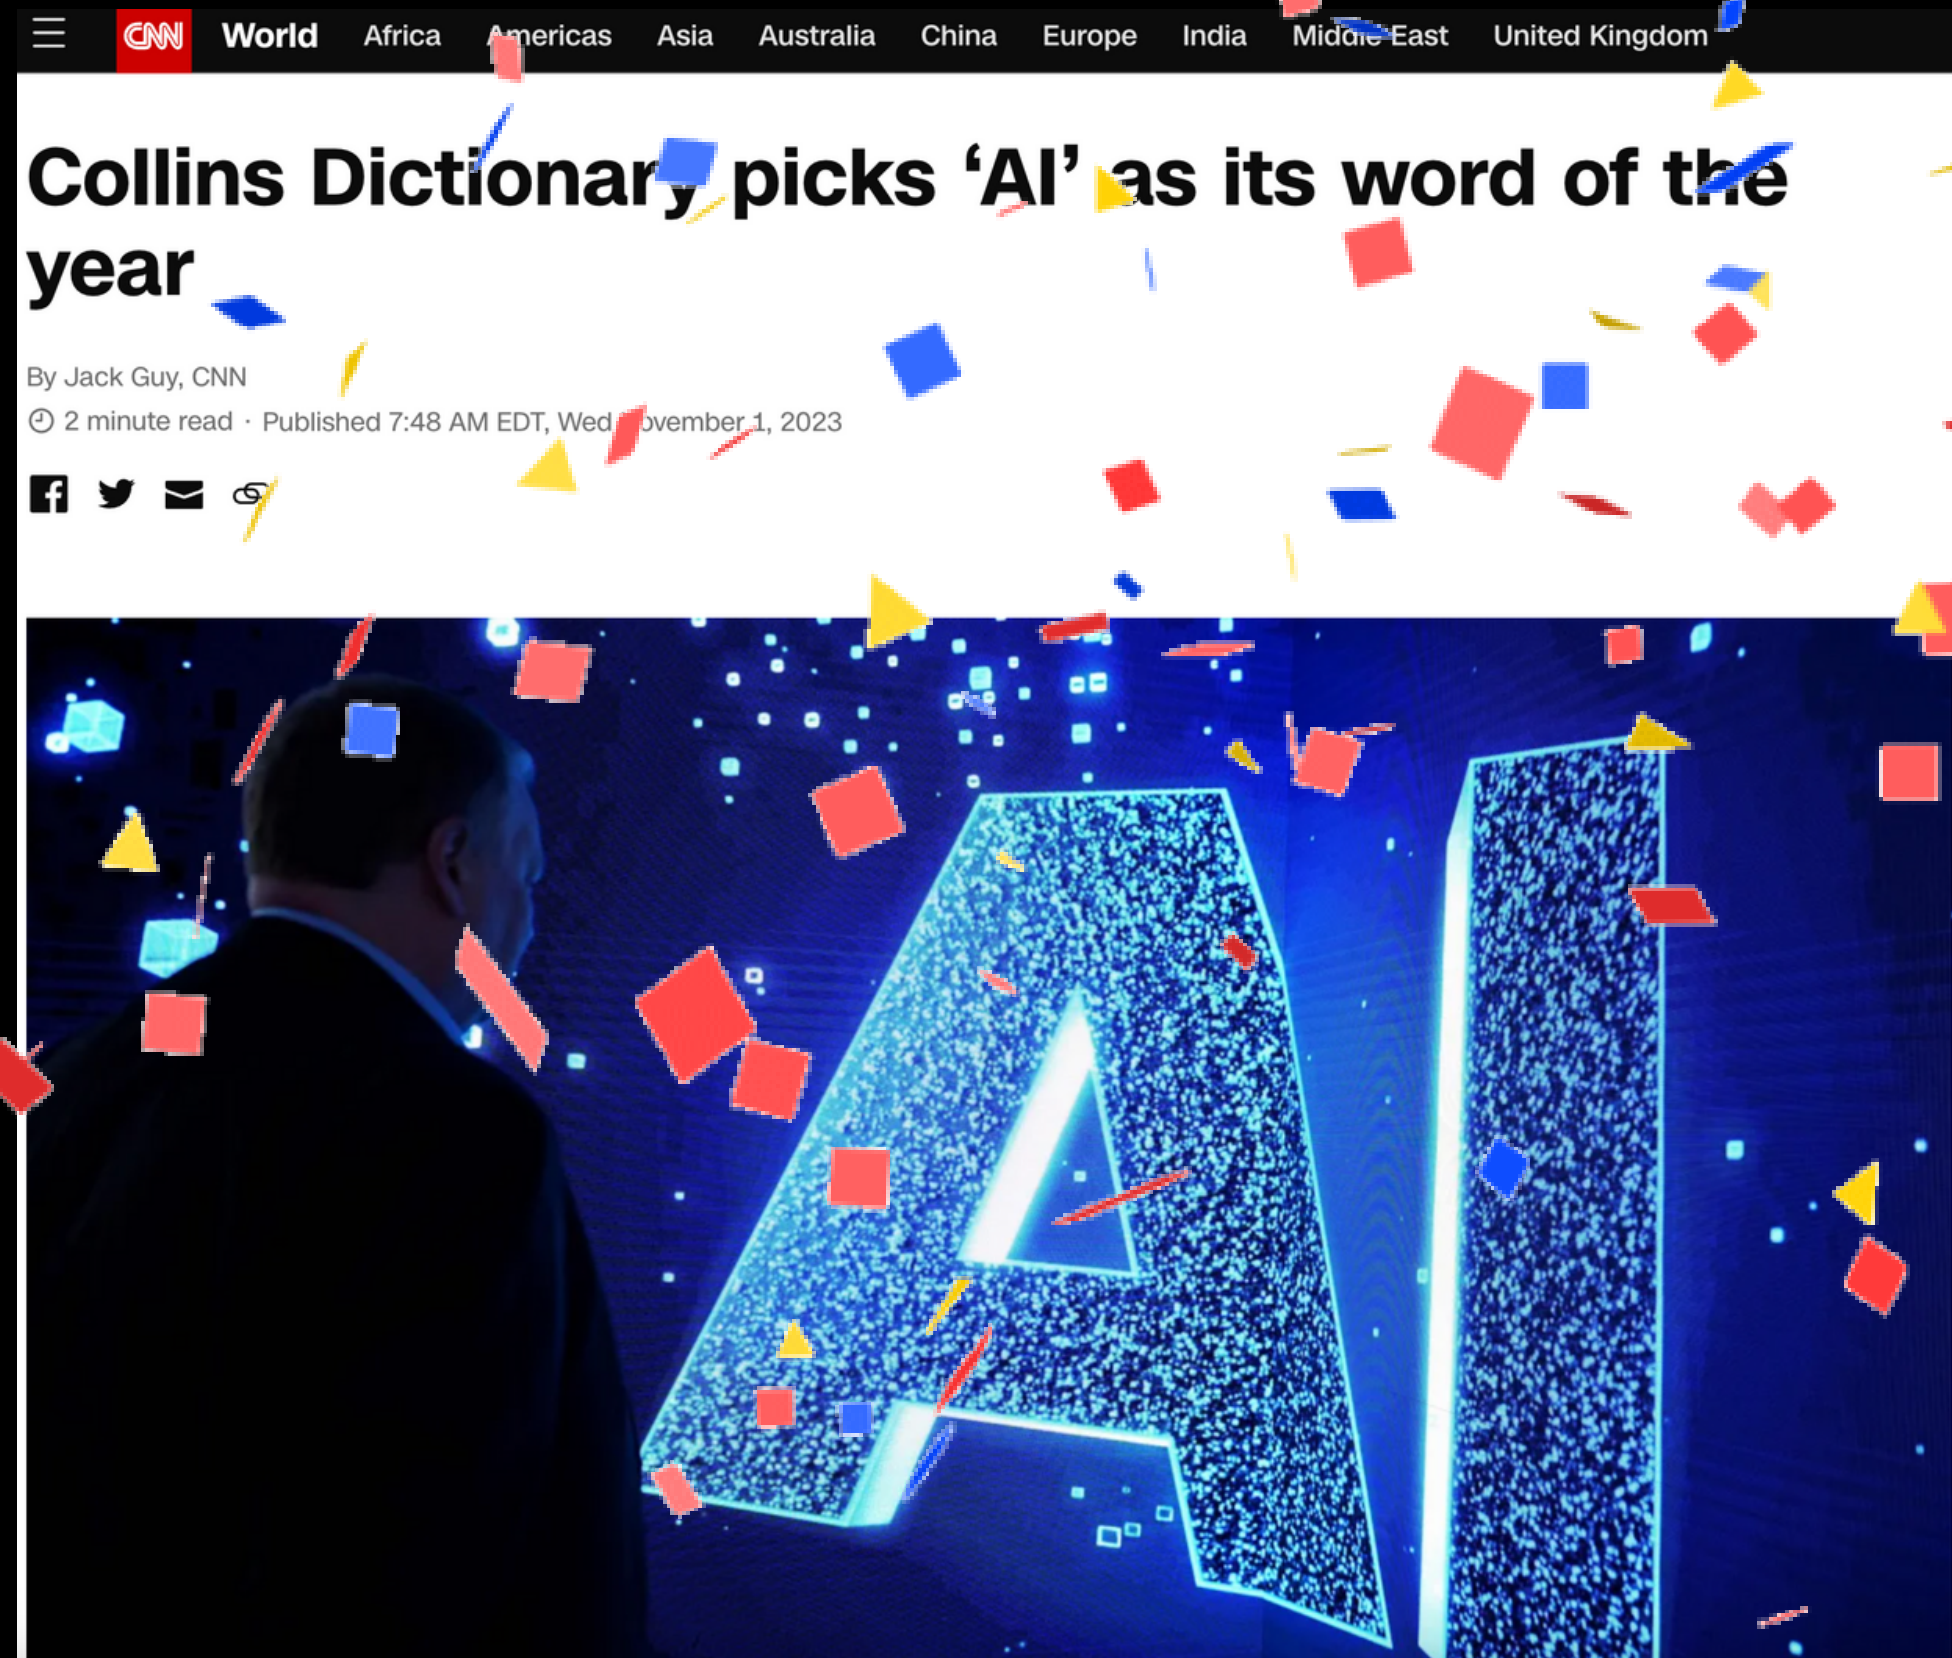 CNN World Africa Americas Asia Australia China Europe India Middle East United Kingdom
Collins Dictionary picks ‘AI’ as its word of the
year
By Jack Guy, CNN
2 minute read · Published 7:48 AM EDT, Wed November 1, 2023
AI